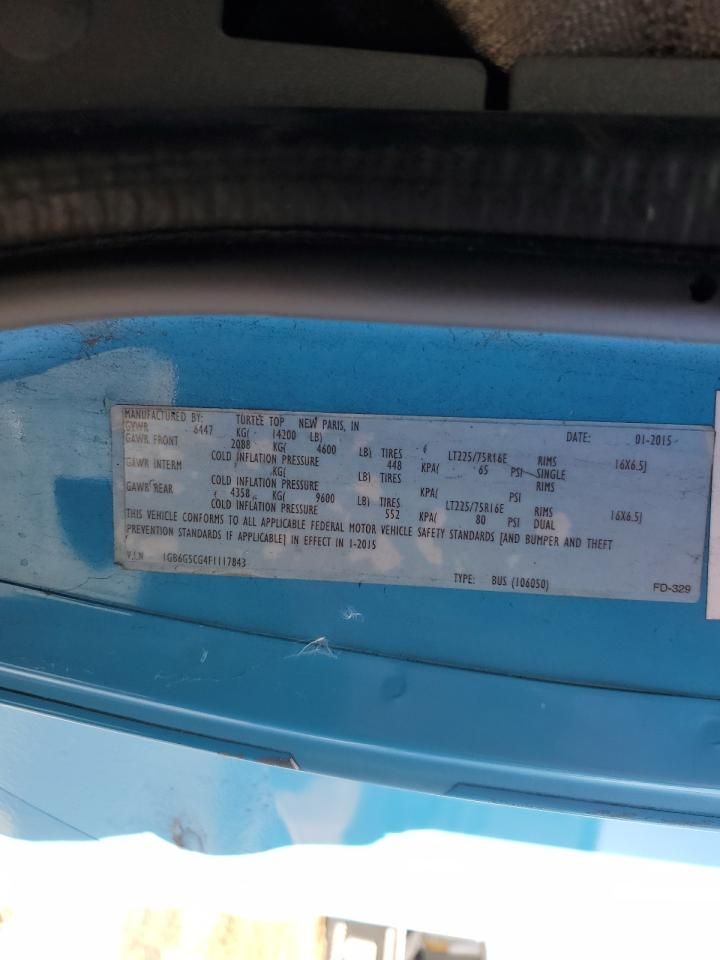 MANUFACTURED BY: TURTLE TOP NEW PARIS, IN DATE: 01-2015
GVWR 6447 KG( 14200 LB)
GAWR FRONT 2088 KG( 4600 LB) TIRES LT225/75R16E RIMS 16X6.5J
COLD INFLATION PRESSURE 448 KPA( 65 PSI SINGLE
GAWR INTERM KG( LB) TIRES RIMS
COLD INFLATION PRESSURE KPA( PSI
GAWR REAR 4358 KG( 9600 LB) TIRES LT225/75R16E RIMS 16X6.5J
COLD INFLATION PRESSURE 552 KPA( 80 PSI DUAL
THIS VEHICLE CONFORMS TO ALL APPLICABLE FEDERAL MOTOR VEHICLE SAFETY STANDARDS [AND BUMPER AND THEFT
PREVENTION STANDARDS IF APPLICABLE] IN EFFECT IN 1-2015
V.I.N 1GB6G5CG4F1117843
TYPE: BUS (106050) FD-329